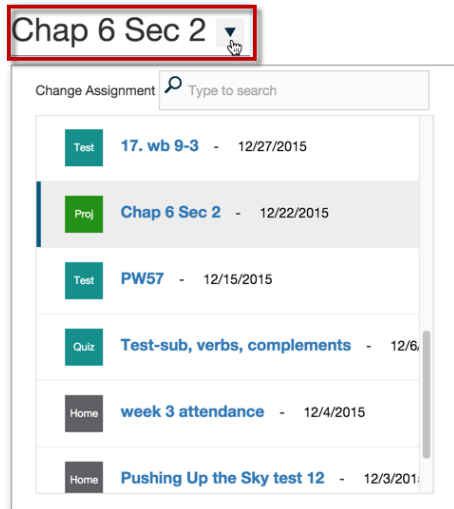 Chap 6 Sec 2
Change Assignment Type to search
Test 17. wb 9-3 - 12/27/2015
Proj Chap 6 Sec 2 - 12/22/2015
Test PW57 - 12/15/2015
Quiz Test-sub, verbs, complements - 12/6/
Home week 3 attendance - 12/4/2015
Home Pushing Up the Sky test 12 - 12/3/201